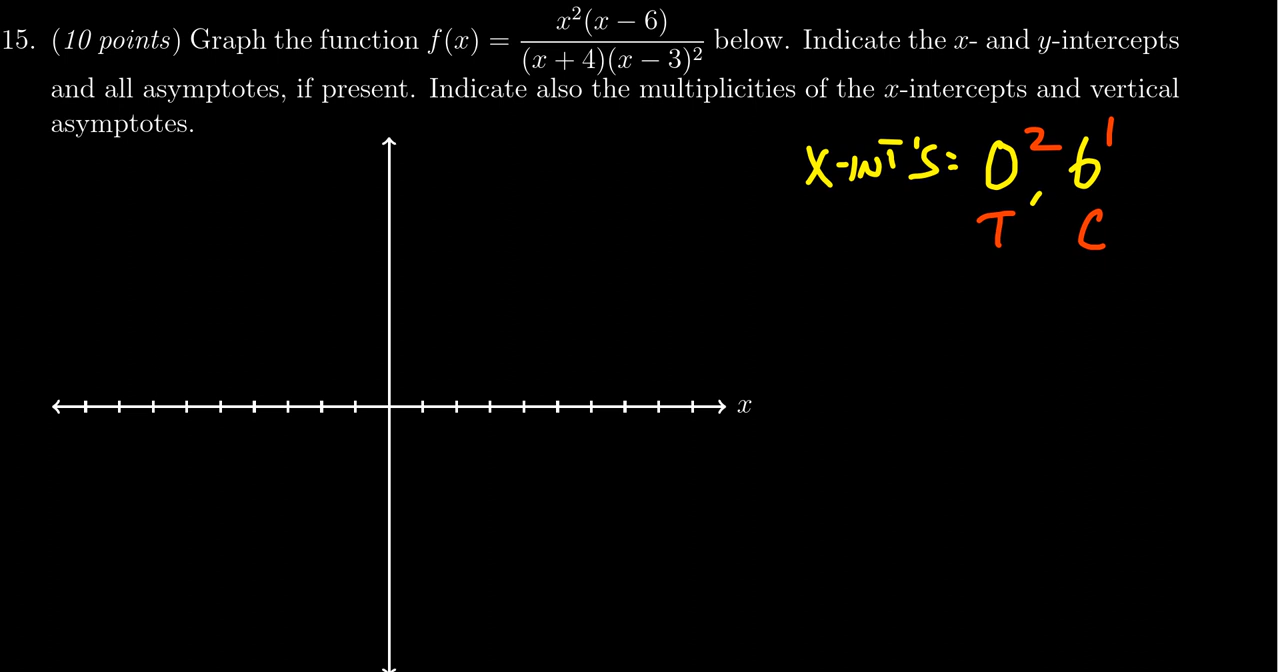 15. (10 points) Graph the function f(x) = x²(x − 6) / (x + 4)(x − 3)² below. Indicate the x- and y-intercepts
and all asymptotes, if present. Indicate also the multiplicities of the x-intercepts and vertical
asymptotes.
X-INT'S: 0², 6¹
T C
x